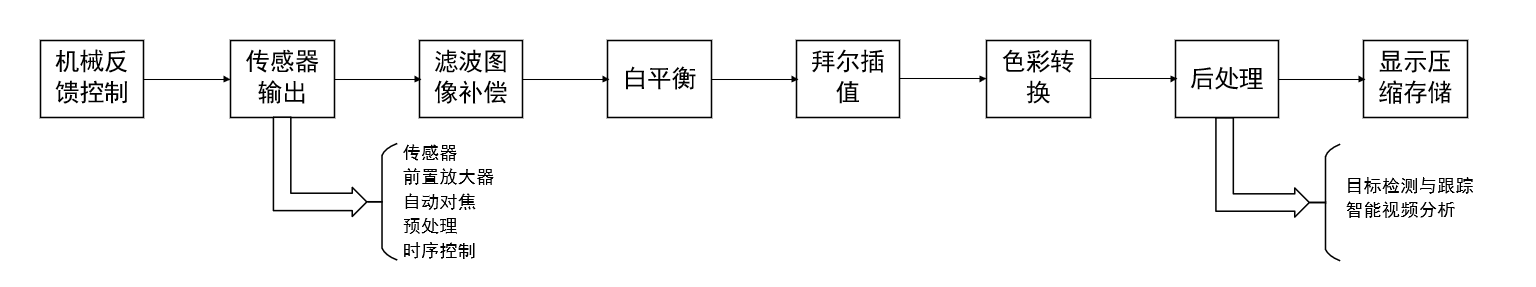 机械反
馈控制
传感器
输出
滤波图
像补偿
白平衡
拜尔插
值
色彩转
换
后处理
显示压
缩存储
传感器
前置放大器
自动对焦
预处理
时序控制
目标检测与跟踪
智能视频分析